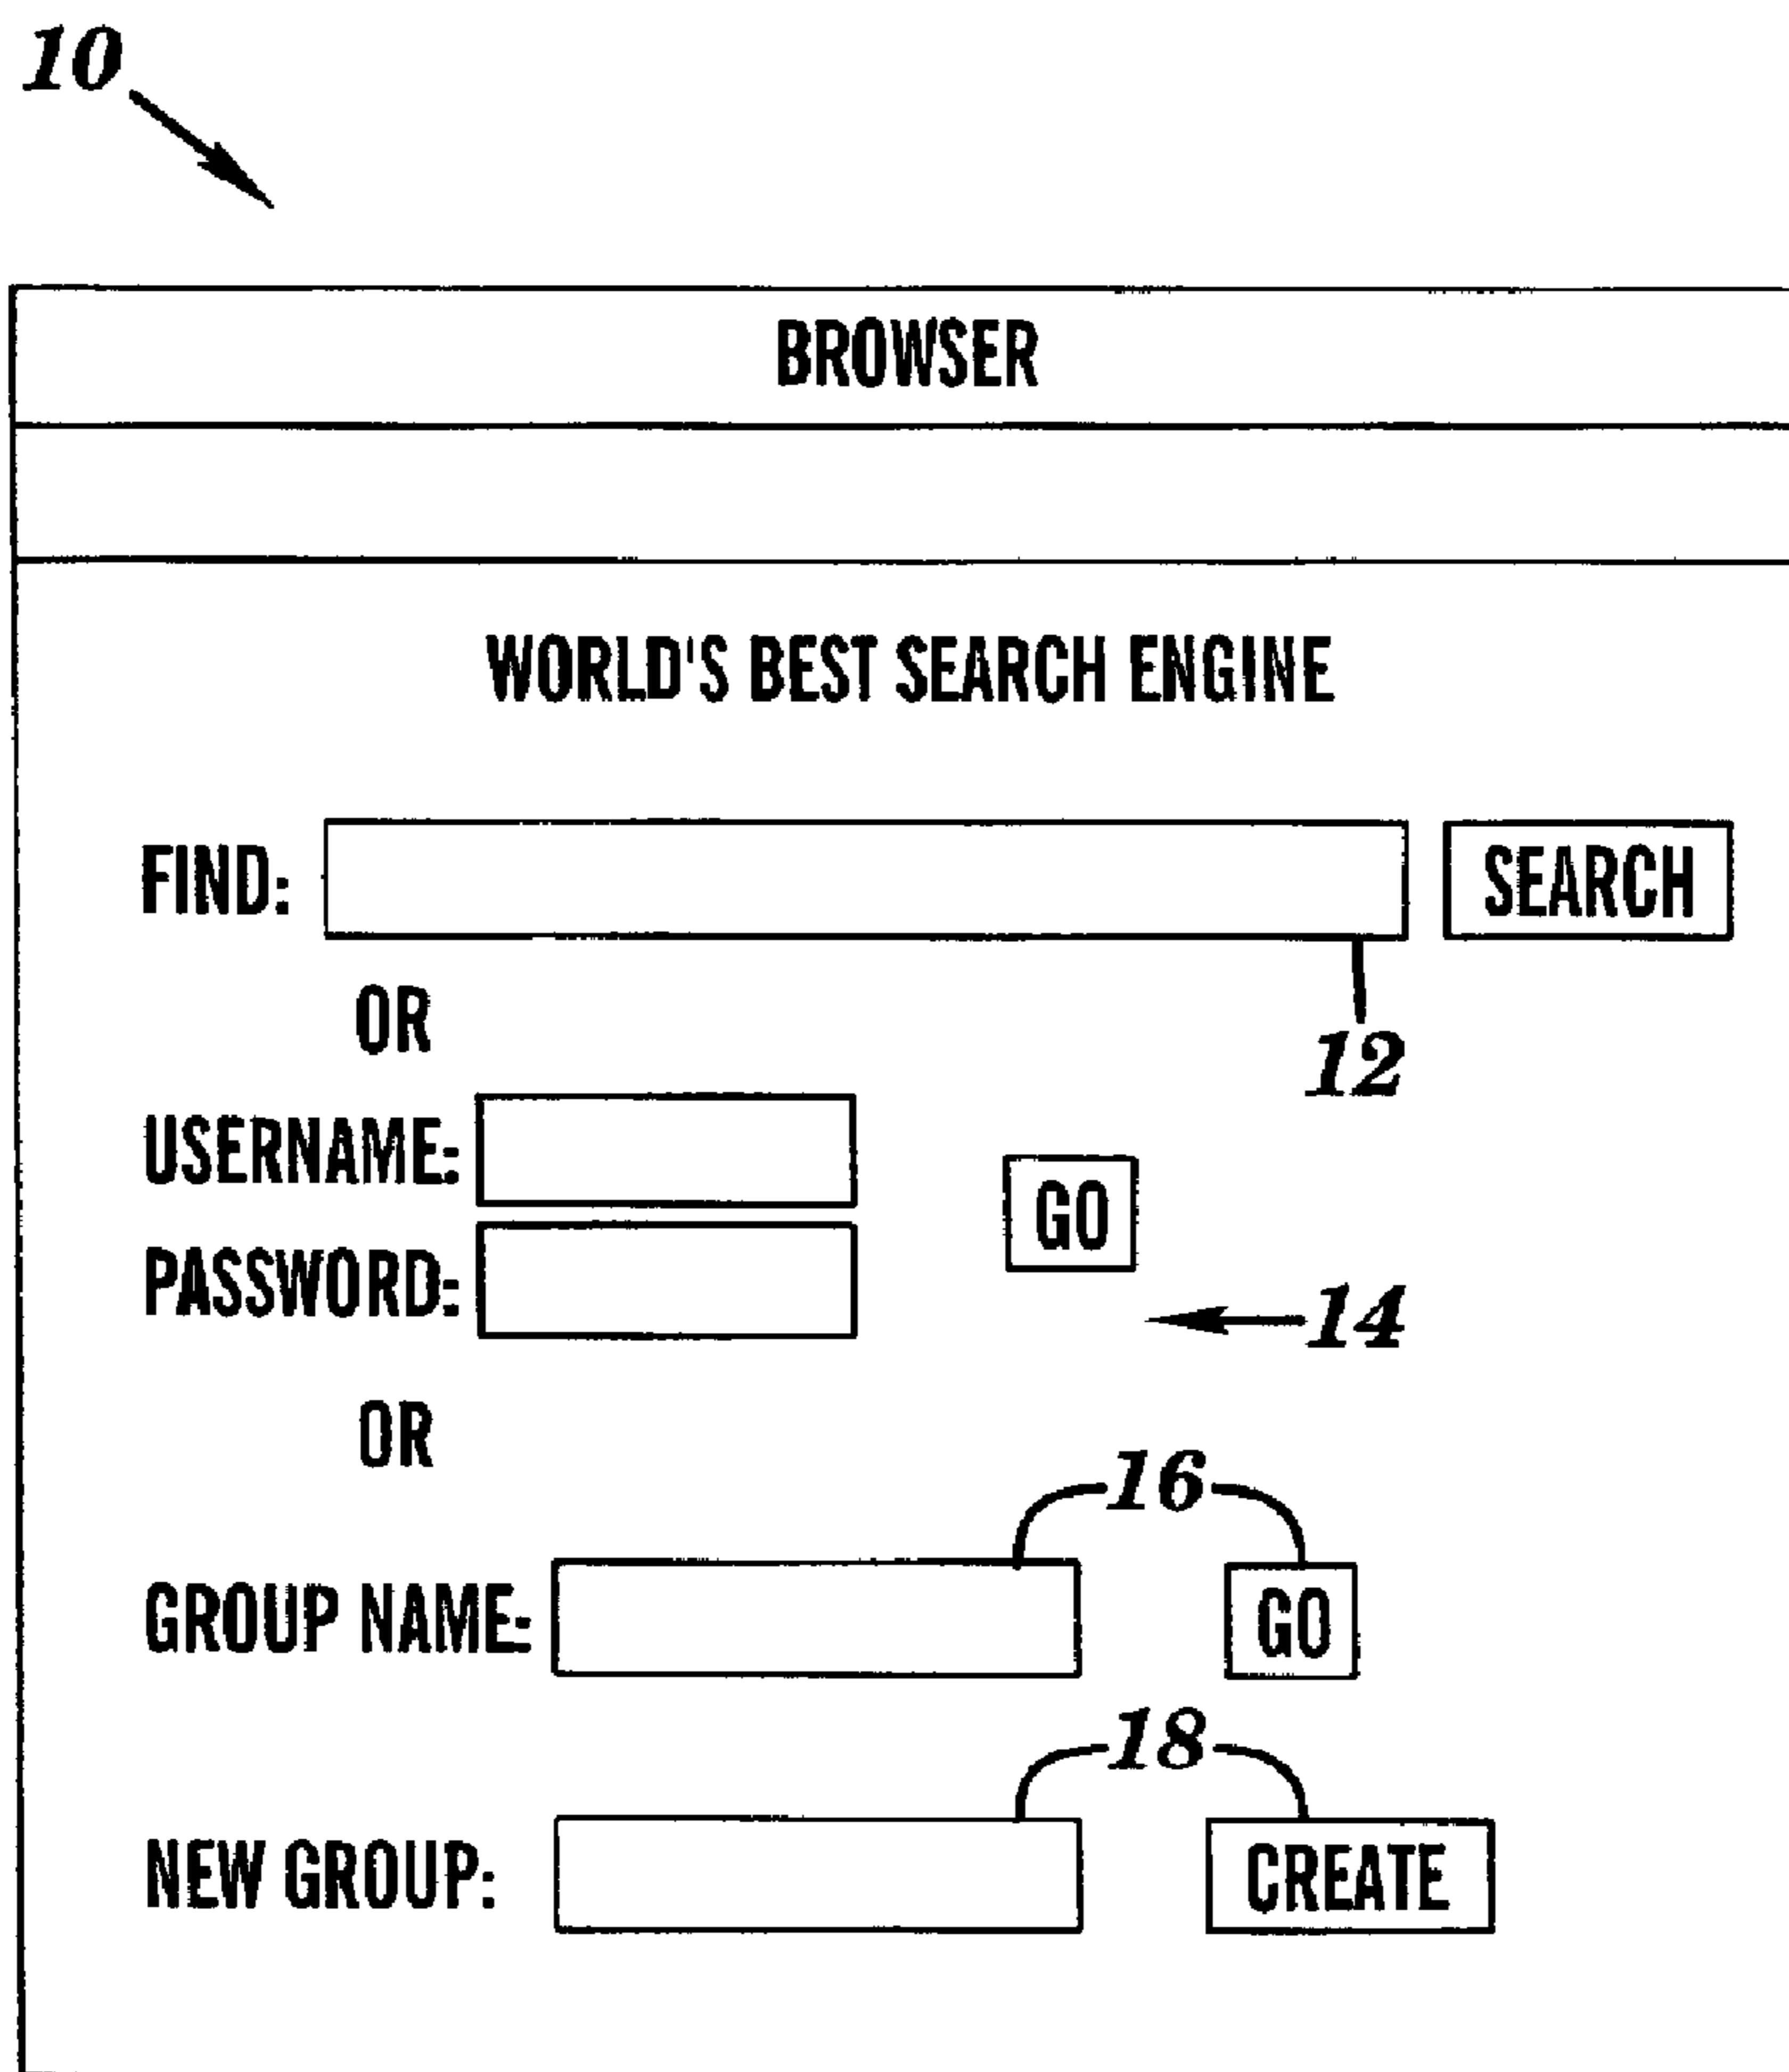 10
BROWSER
WORLD'S BEST SEARCH ENGINE
FIND: SEARCH
OR
12
USERNAME:
GO
PASSWORD:
14
OR
16
GROUP NAME: GO
18
NEW GROUP: CREATE